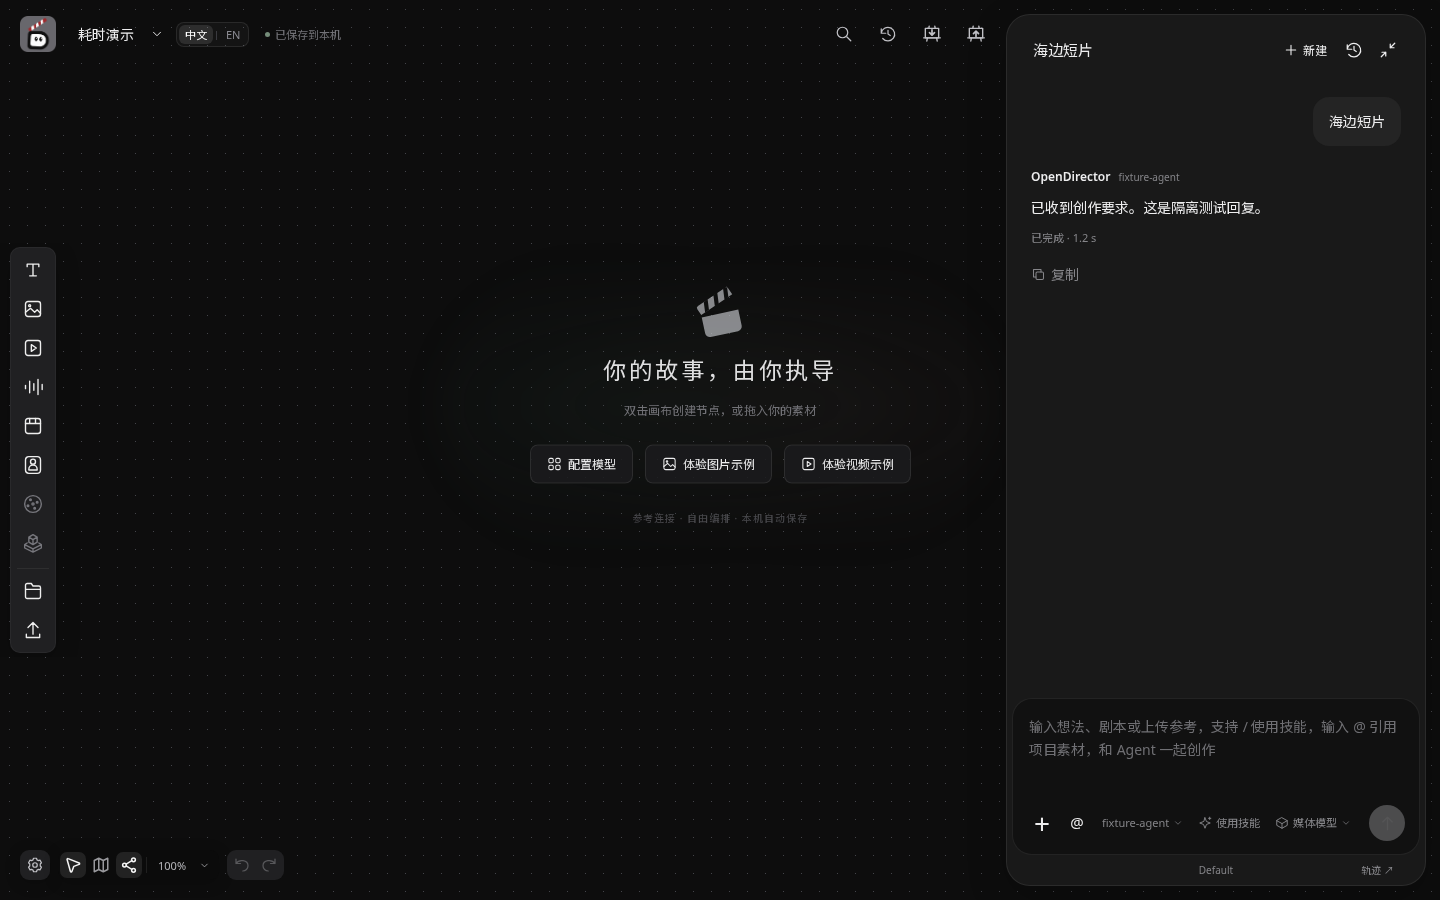 耗时演示
中文 | EN
已保存到本机
海边短片
新建
海边短片
OpenDirector fixture-agent
已收到创作要求。这是隔离测试回复。
已完成 · 1.2 s
复制
你的故事，由你执导
双击画布创建节点，或拖入你的素材
配置模型
体验图片示例
体验视频示例
参考连接 · 自由编排 · 本机自动保存
输入想法、剧本或上传参考，支持 / 使用技能，输入 @ 引用
项目素材，和 Agent 一起创作
@ fixture-agent 使用技能 媒体模型
Default
轨迹 ↗
100%